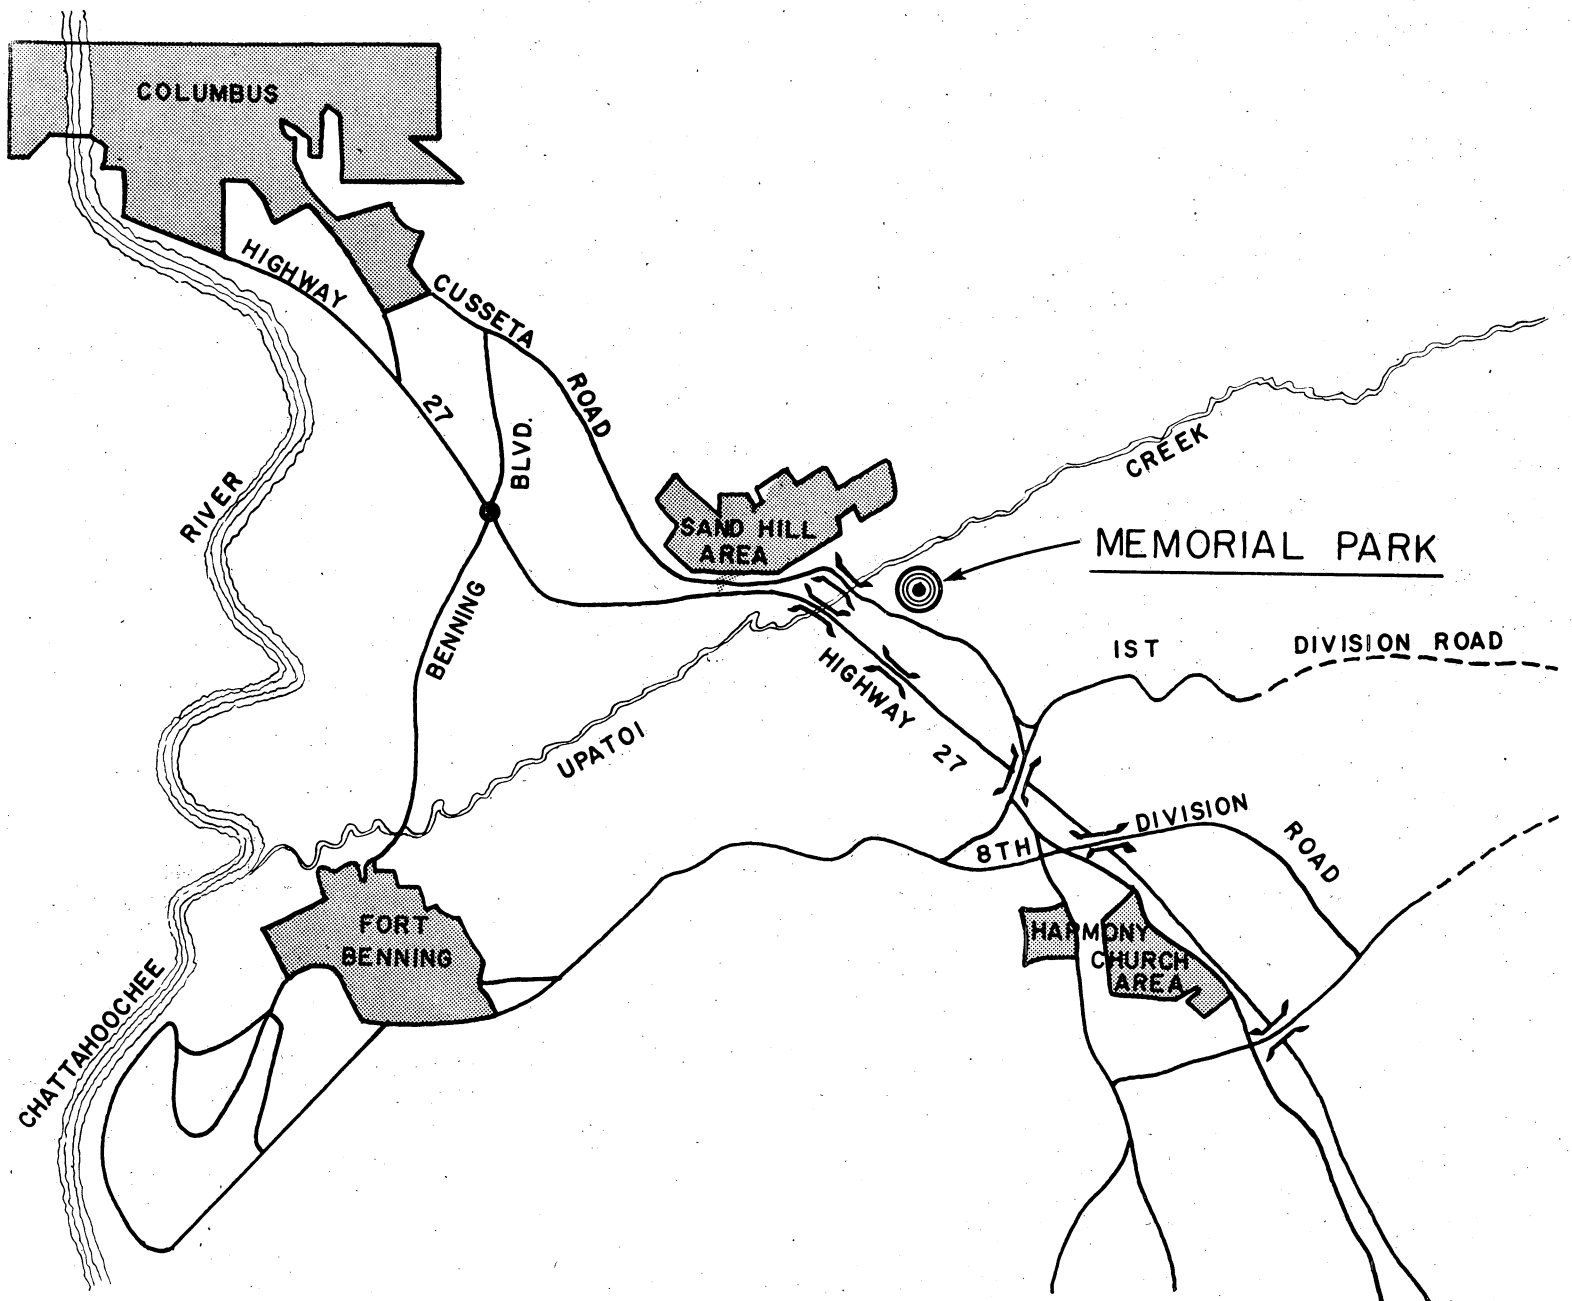 COLUMBUS
HIGHWAY 27
CUSSETA ROAD
BLVD.
RIVER
CREEK
SAND HILL
AREA
MEMORIAL PARK
BENNING
IST DIVISION ROAD
HIGHWAY 27
UPATOI
8TH DIVISION ROAD
FORT
BENNING
HARMONY
CHURCH
AREA
CHATTAHOOCHEE